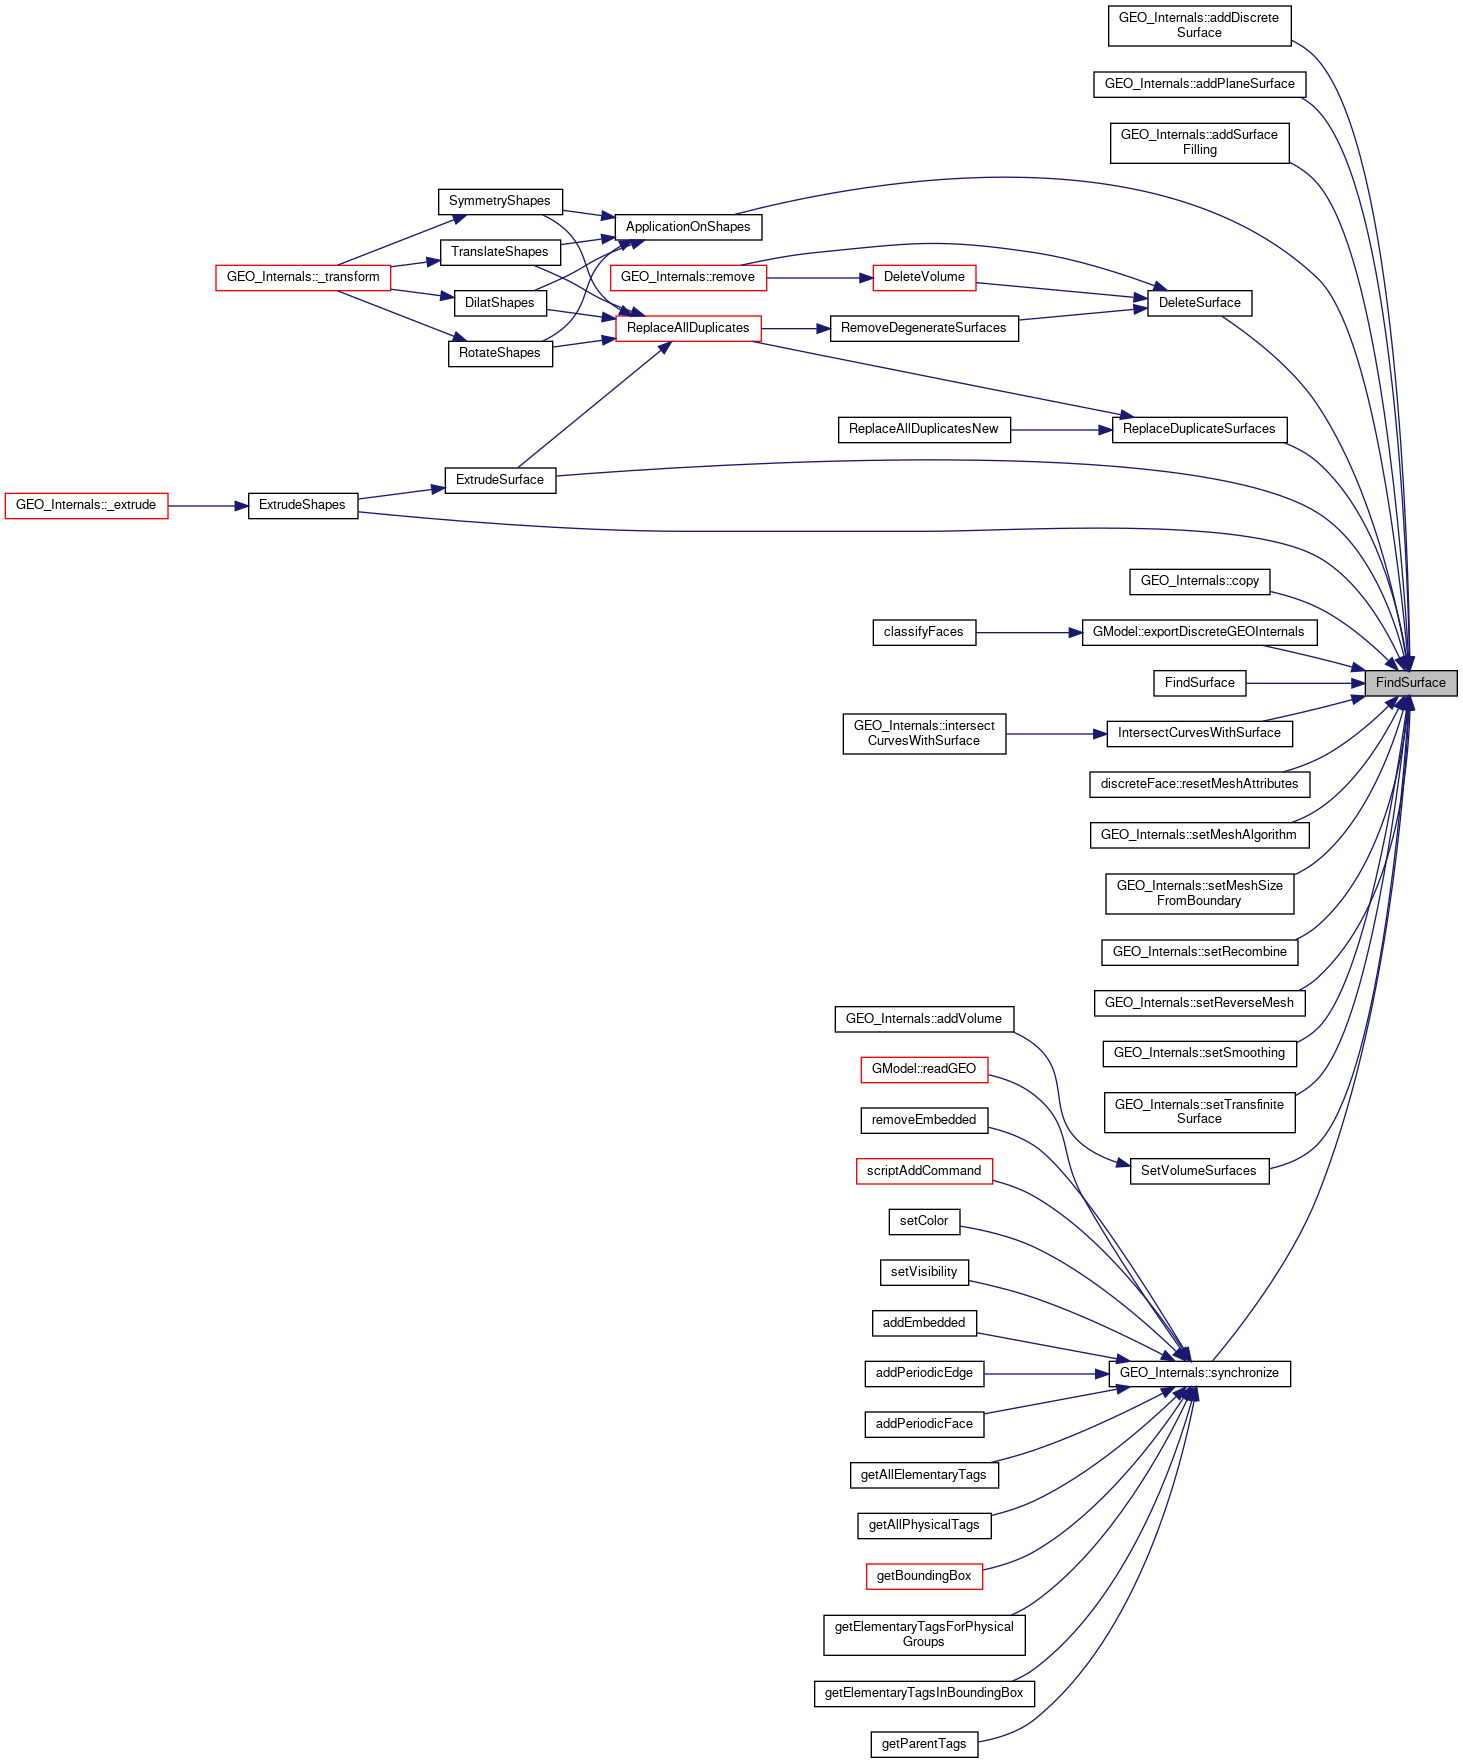 GEO_Internals::addDiscrete
Surface
GEO_Internals::addPlaneSurface
GEO_Internals::addSurface
Filling
SymmetryShapes
ApplicationOnShapes
TranslateShapes
GEO_Internals::_transform
GEO_Internals::remove
DeleteVolume
DilatShapes
DeleteSurface
ReplaceAllDuplicates
RemoveDegenerateSurfaces
RotateShapes
ReplaceAllDuplicatesNew
ReplaceDuplicateSurfaces
ExtrudeSurface
GEO_Internals::_extrude
ExtrudeShapes
GEO_Internals::copy
classifyFaces
GModel::exportDiscreteGEOInternals
FindSurface
FindSurface
GEO_Internals::intersect
CurvesWithSurface
IntersectCurvesWithSurface
discreteFace::resetMeshAttributes
GEO_Internals::setMeshAlgorithm
GEO_Internals::setMeshSize
FromBoundary
GEO_Internals::setRecombine
GEO_Internals::setReverseMesh
GEO_Internals::addVolume
GEO_Internals::setSmoothing
GModel::readGEO
GEO_Internals::setTransfinite
Surface
removeEmbedded
scriptAddCommand
SetVolumeSurfaces
setColor
setVisibility
addEmbedded
addPeriodicEdge
GEO_Internals::synchronize
addPeriodicFace
getAllElementaryTags
getAllPhysicalTags
getBoundingBox
getElementaryTagsForPhysical
Groups
getElementaryTagsInBoundingBox
getParentTags